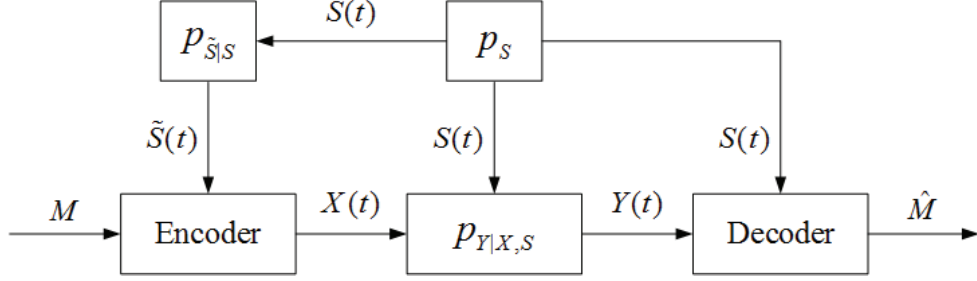 S(t)
p_{S̃|S}
p_S
S̃(t)
S(t)
S(t)
M
Encoder
X(t)
p_{Y|X,S}
Y(t)
Decoder
M̂